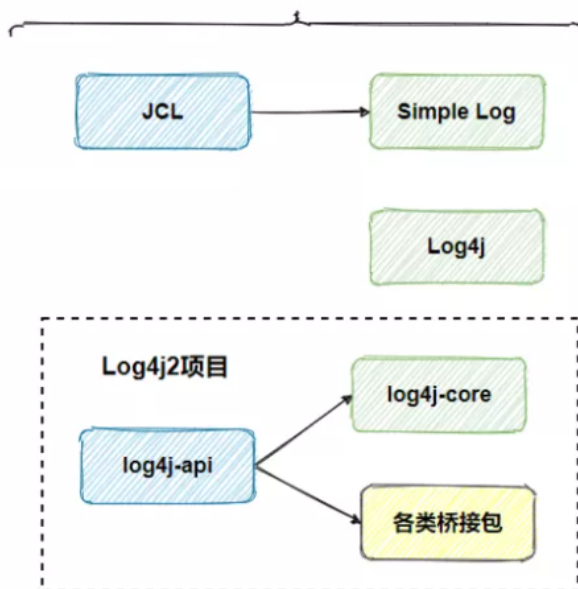 JCL
Simple Log
Log4j
Log4j2项目
log4j-core
log4j-api
各类桥接包